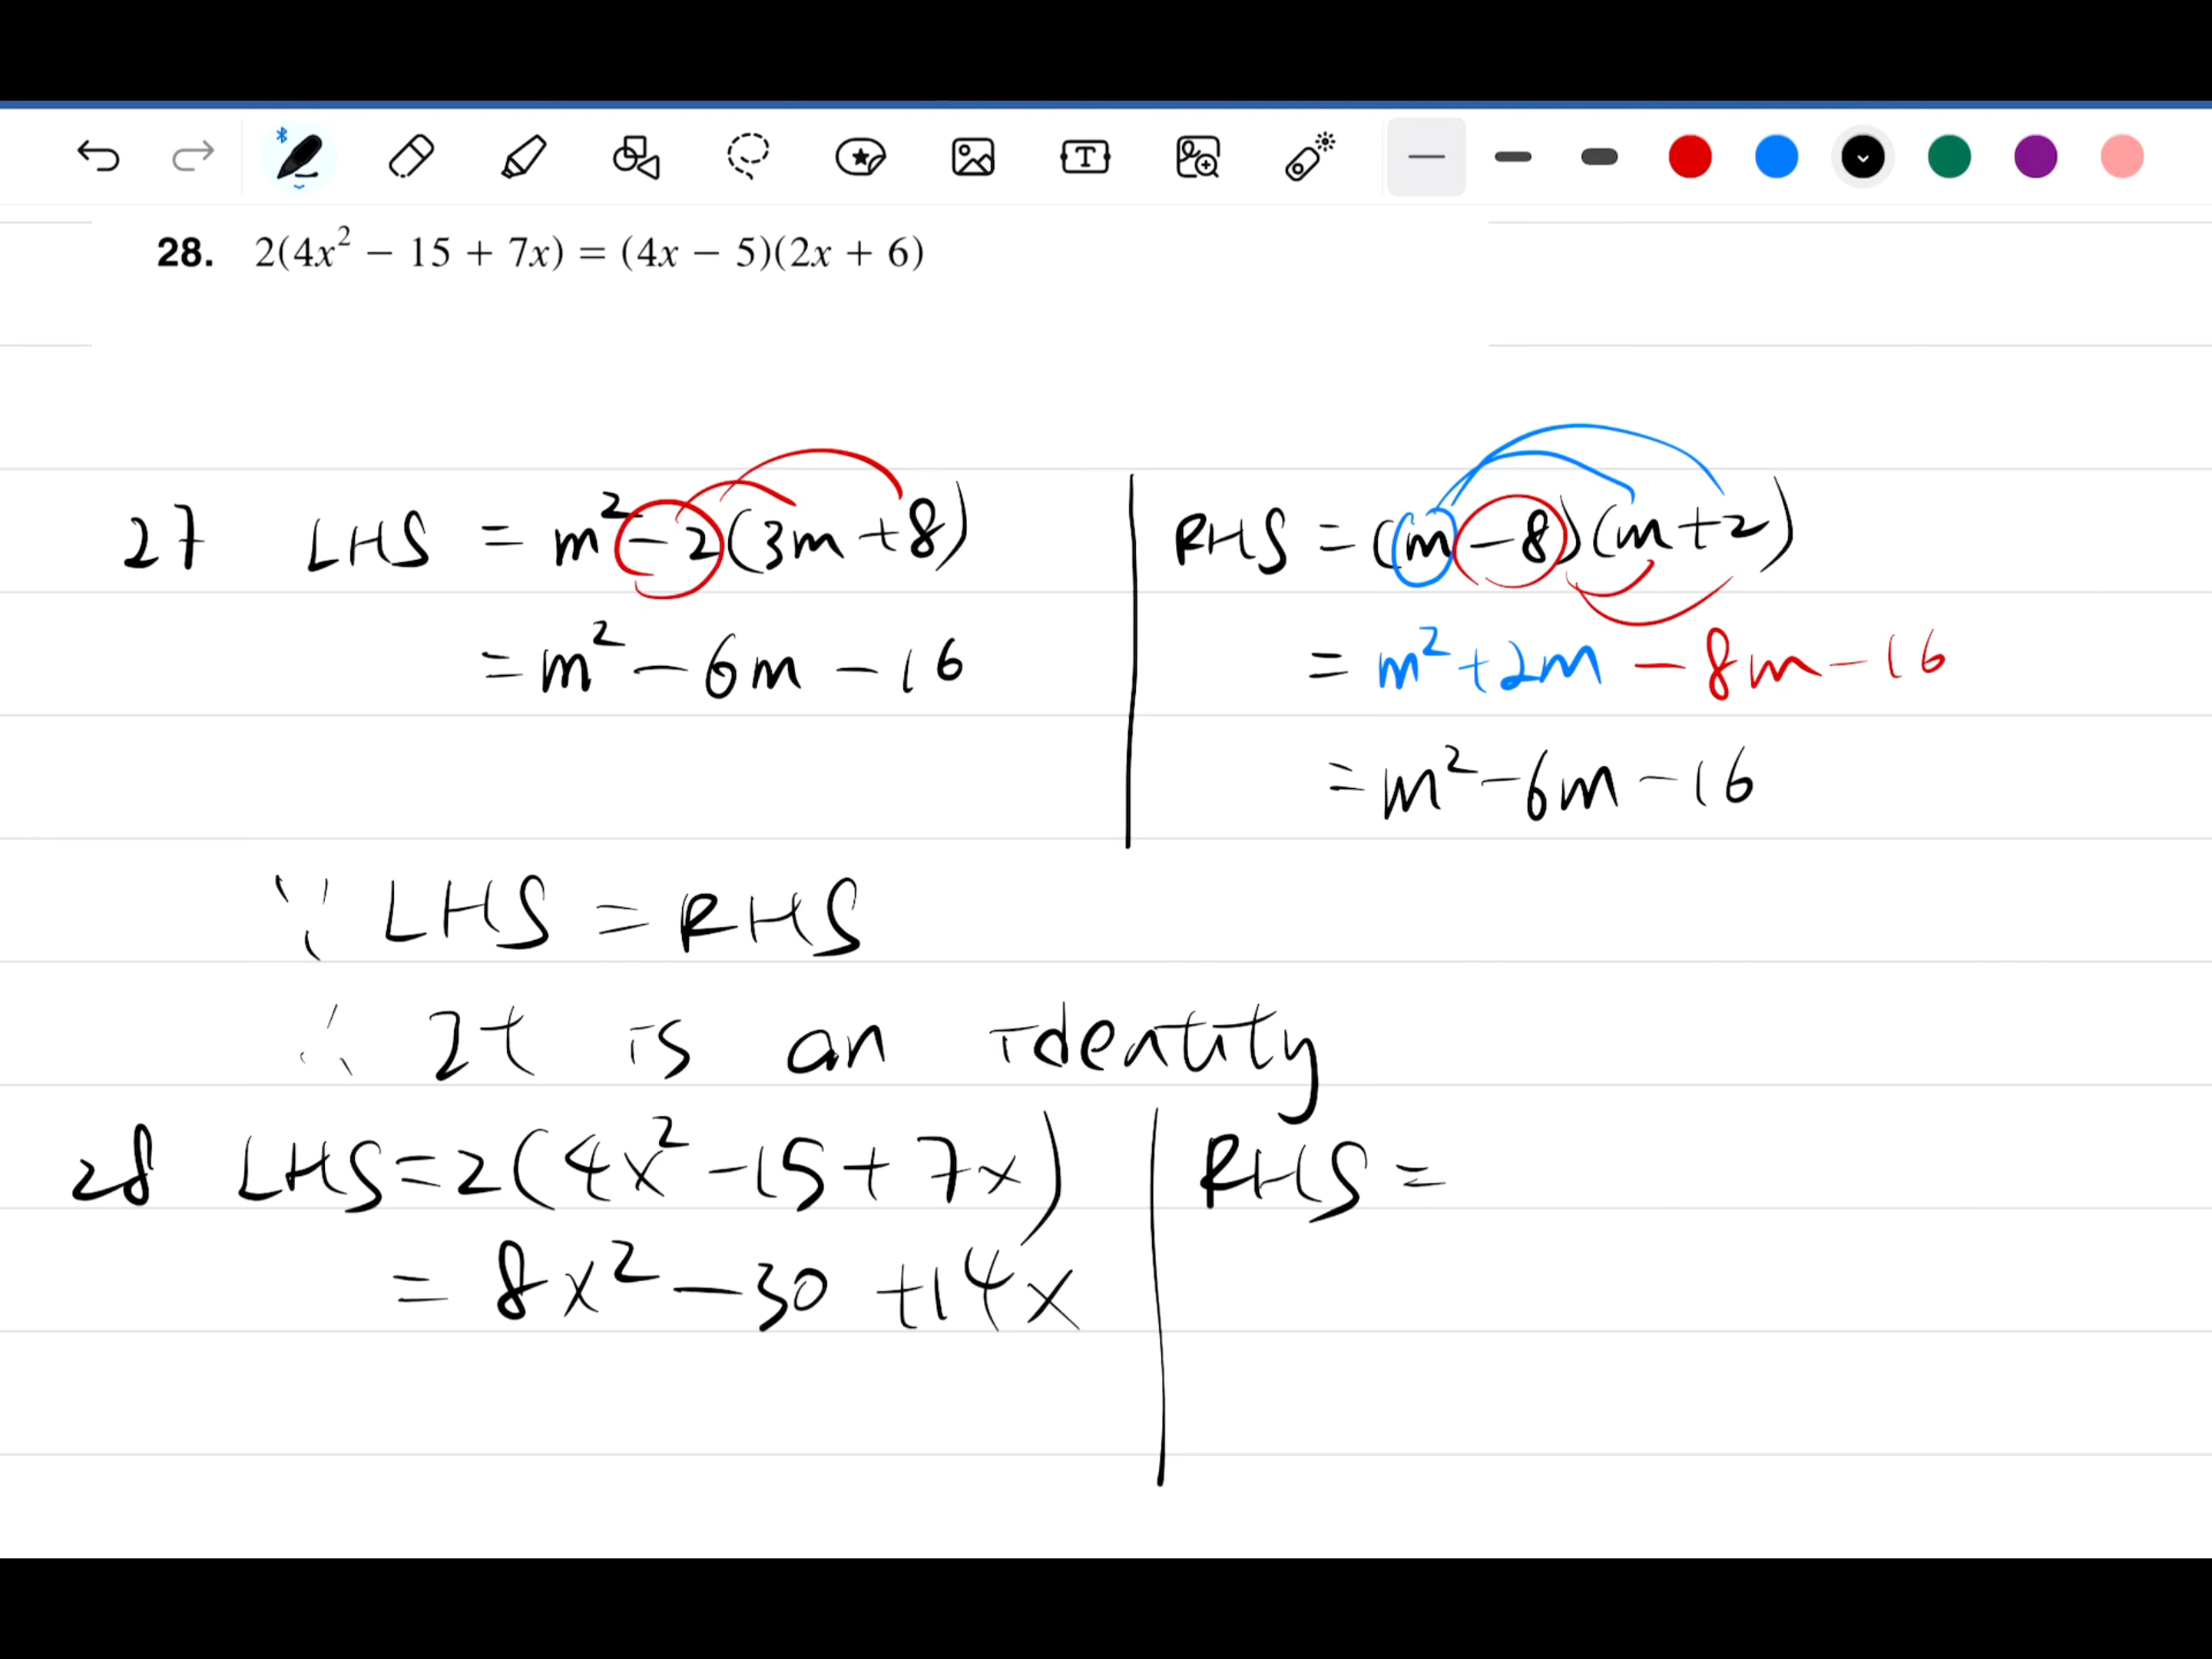 28. 2(4x² − 15 + 7x) = (4x − 5)(2x + 6)
27 LHS = m² − 2(3m + 8)
= m² − 6m − 16
RHS = (m − 8)(m + 2)
= m² + 2m − 8m − 16
= m² − 6m − 16
∵ LHS = RHS
∴ It is an identity
28 LHS = 2(4x² − 15 + 7x)
= 8x² − 30 + 14x
RHS =